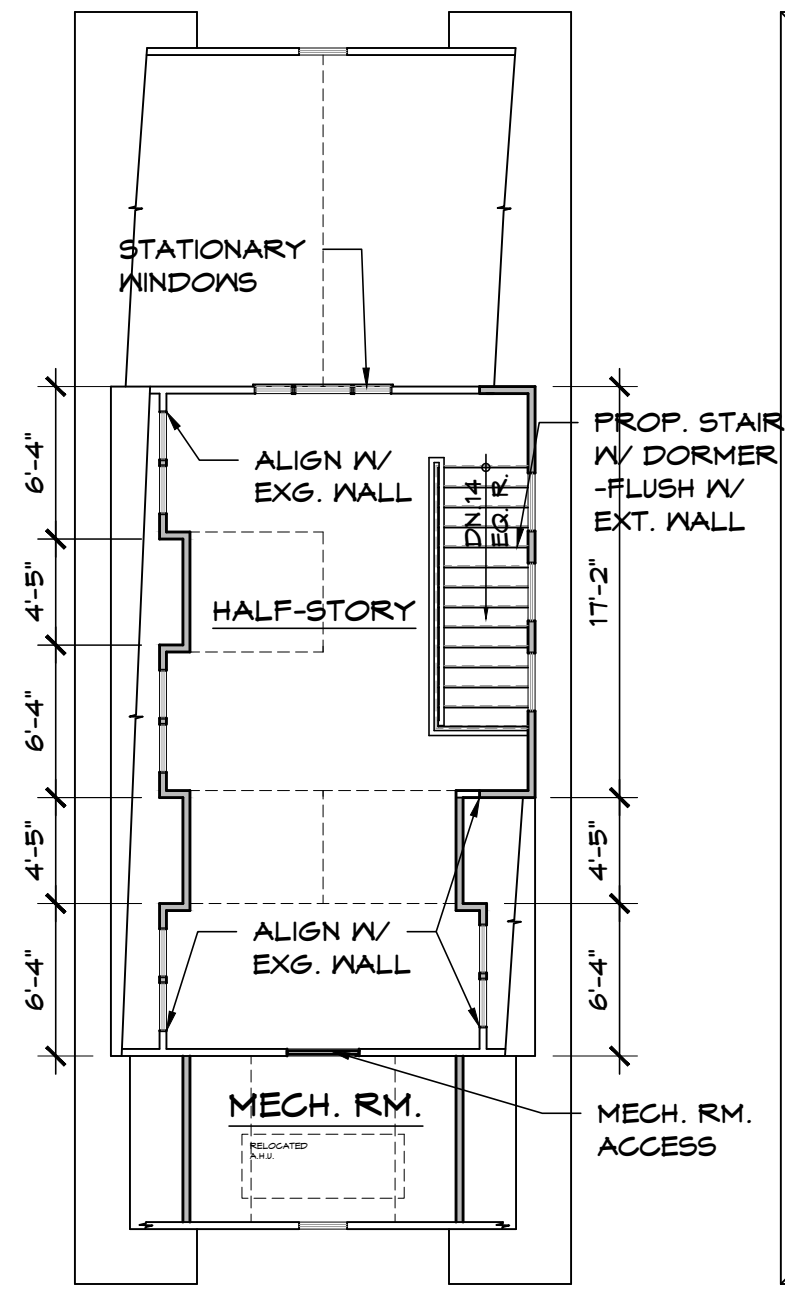 STATIONARY
WINDOWS
6'-4"
4'-5"
6'-4"
4'-5"
6'-4"
ALIGN W/
EXG. WALL
DN 14
EQ. R.
PROP. STAIR
W/ DORMER
-FLUSH W/
EXT. WALL
HALF-STORY
17'-2"
4'-5"
6'-4"
ALIGN W/
EXG. WALL
MECH. RM.
RELOCATED
A.H.U.
MECH. RM.
ACCESS